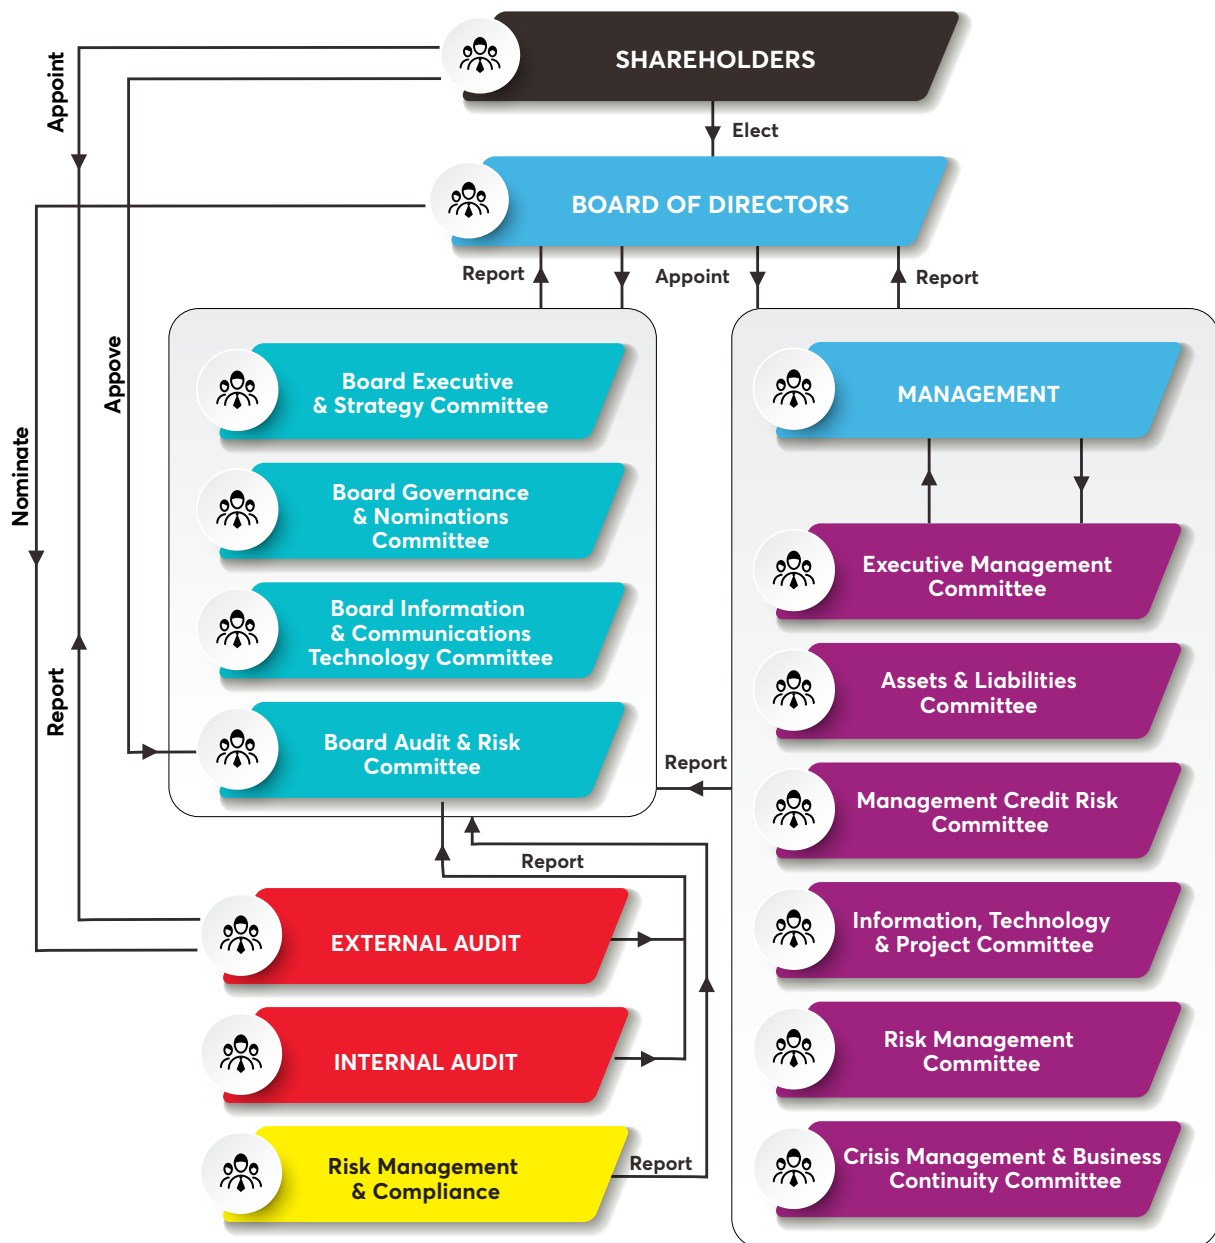 SHAREHOLDERS
Appoint
Elect
BOARD OF DIRECTORS
Report
Appoint
Report
Appove
Nominate
Report
Board Executive
& Strategy Committee
Board Governance
& Nominations
Committee
Board Information
& Communications
Technology Committee
Board Audit & Risk
Committee
MANAGEMENT
Executive Management
Committee
Assets & Liabilities
Committee
Report
Management Credit Risk
Committee
Information, Technology
& Project Committee
Risk Management
Committee
Crisis Management & Business
Continuity Committee
Report
EXTERNAL AUDIT
INTERNAL AUDIT
Risk Management
& Compliance
Report